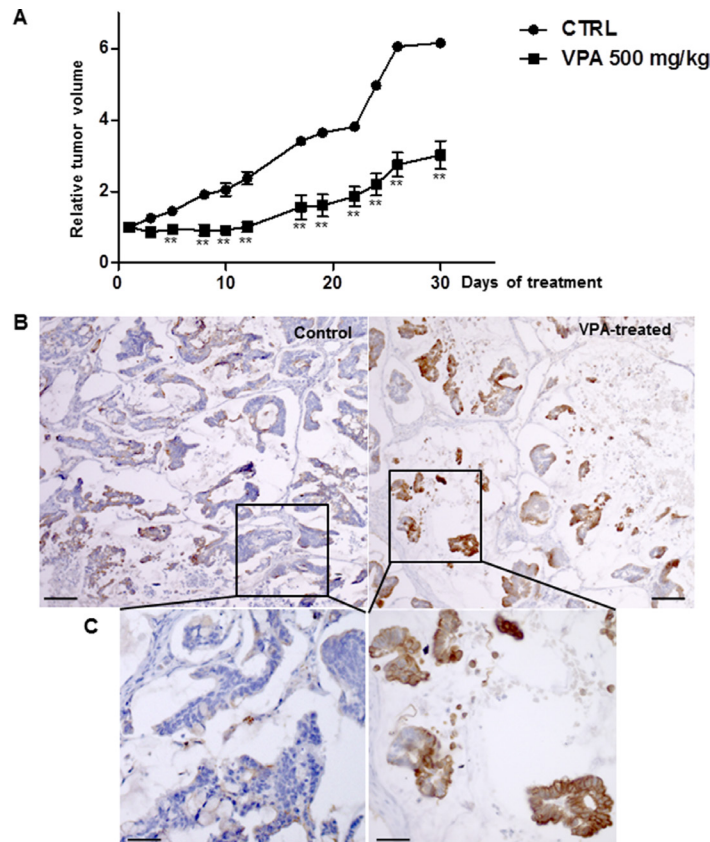 A
CTRL
VPA 500 mg/kg
Relative tumor volume
6
4
2
0
** ** ** ** ** ** ** ** ** **
0 10 20 30 Days of treatment
B
Control
VPA-treated
C